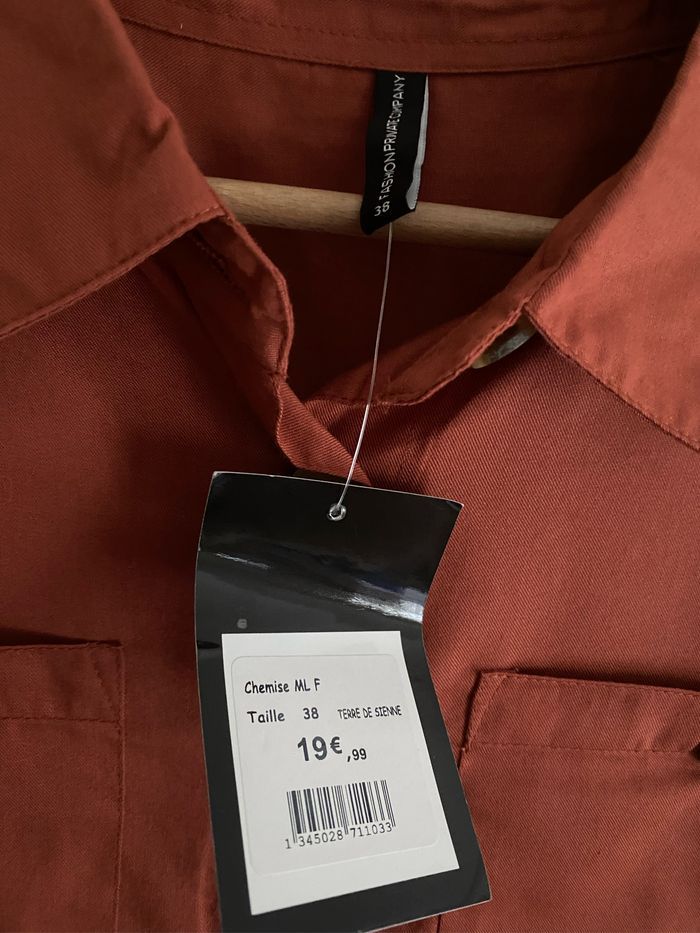 38 FASHION PRIVATE COMPANY
Chemise ML F
Taille 38 TERRE DE SIENNE
19€,99
1 345028 711033